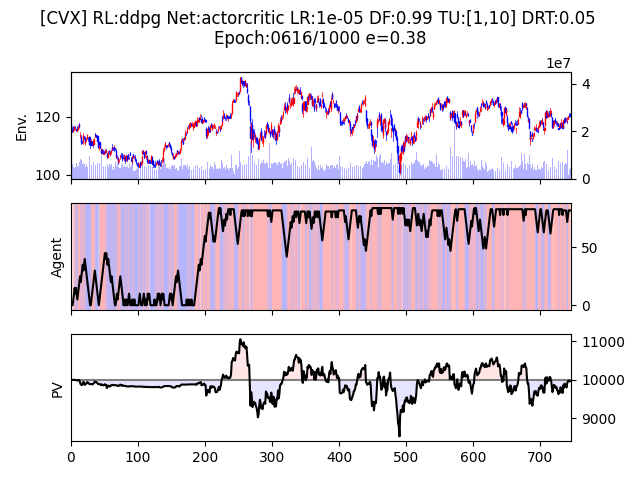 [CVX] RL:ddpg Net:actorcritic LR:1e-05 DF:0.99 TU:[1,10] DRT:0.05
Epoch:0616/1000 e=0.38
1e7
Env.
120
100
4
2
0
Agent
50
0
PV
11000
10000
9000
0 100 200 300 400 500 600 700